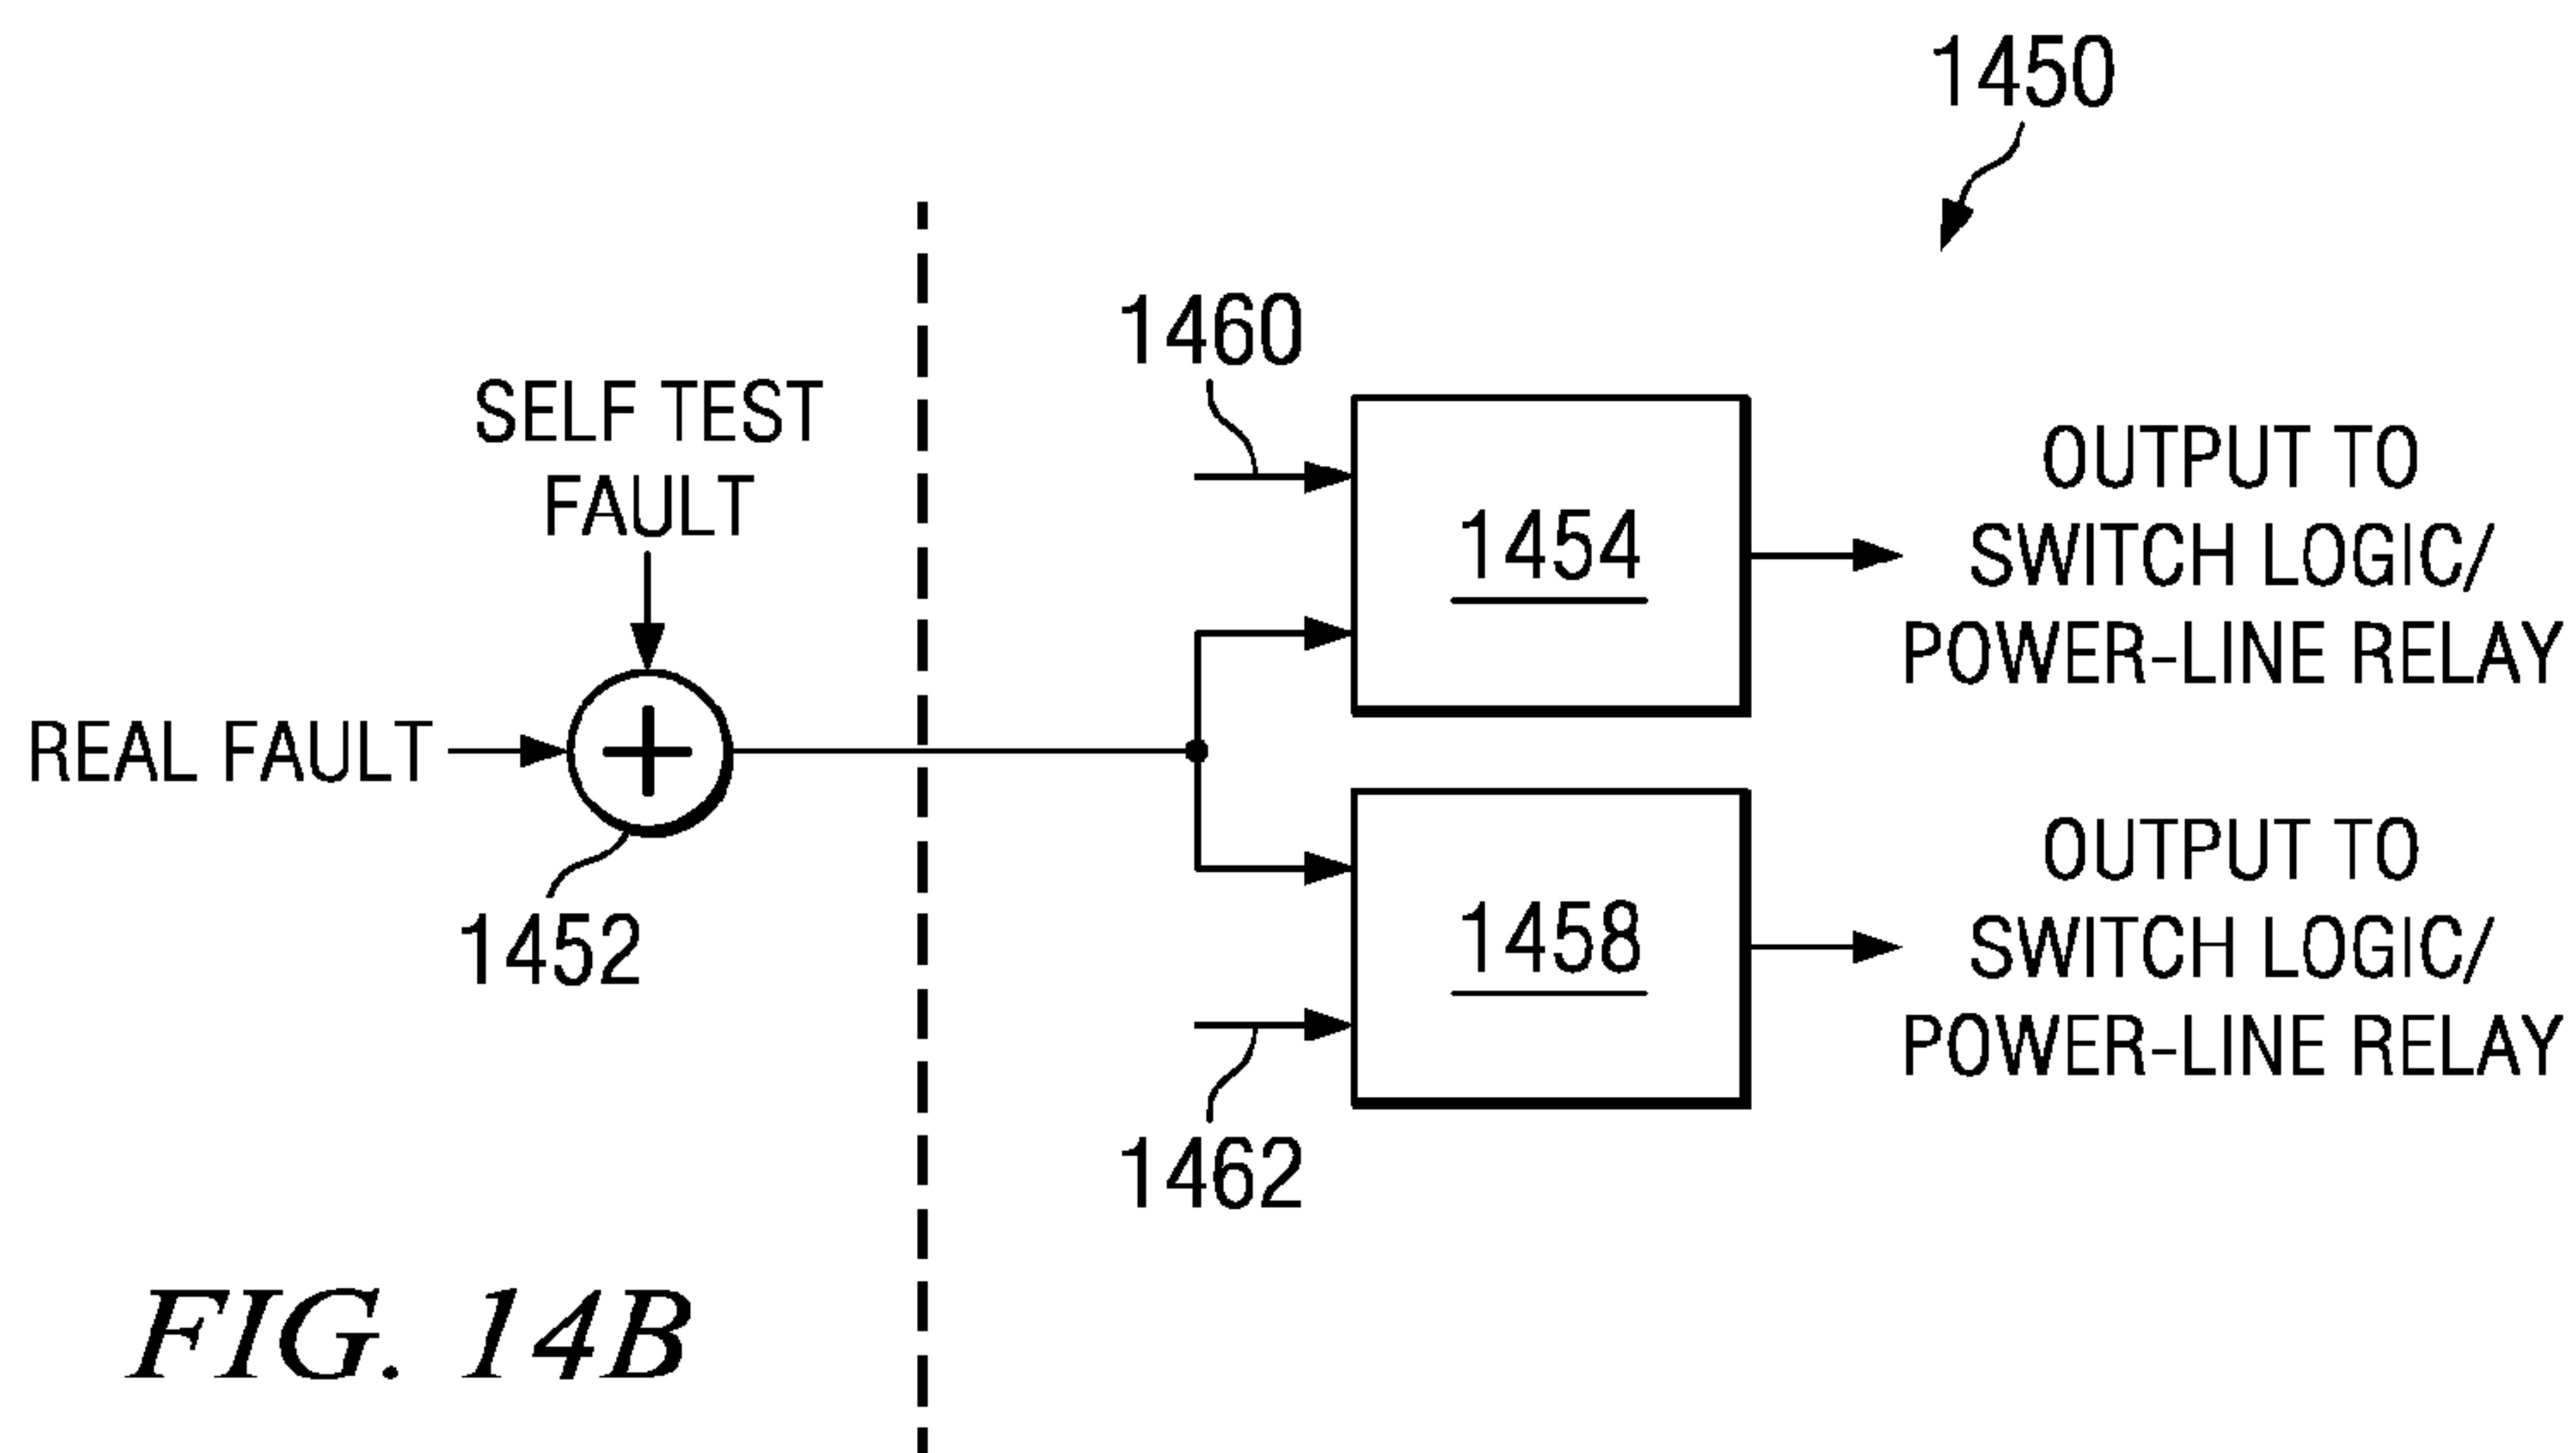 1450
1460
SELF TEST
FAULT
1454
OUTPUT TO
SWITCH LOGIC/
POWER-LINE RELAY
REAL FAULT
+
1452
1458
OUTPUT TO
SWITCH LOGIC/
POWER-LINE RELAY
1462
FIG. 14B